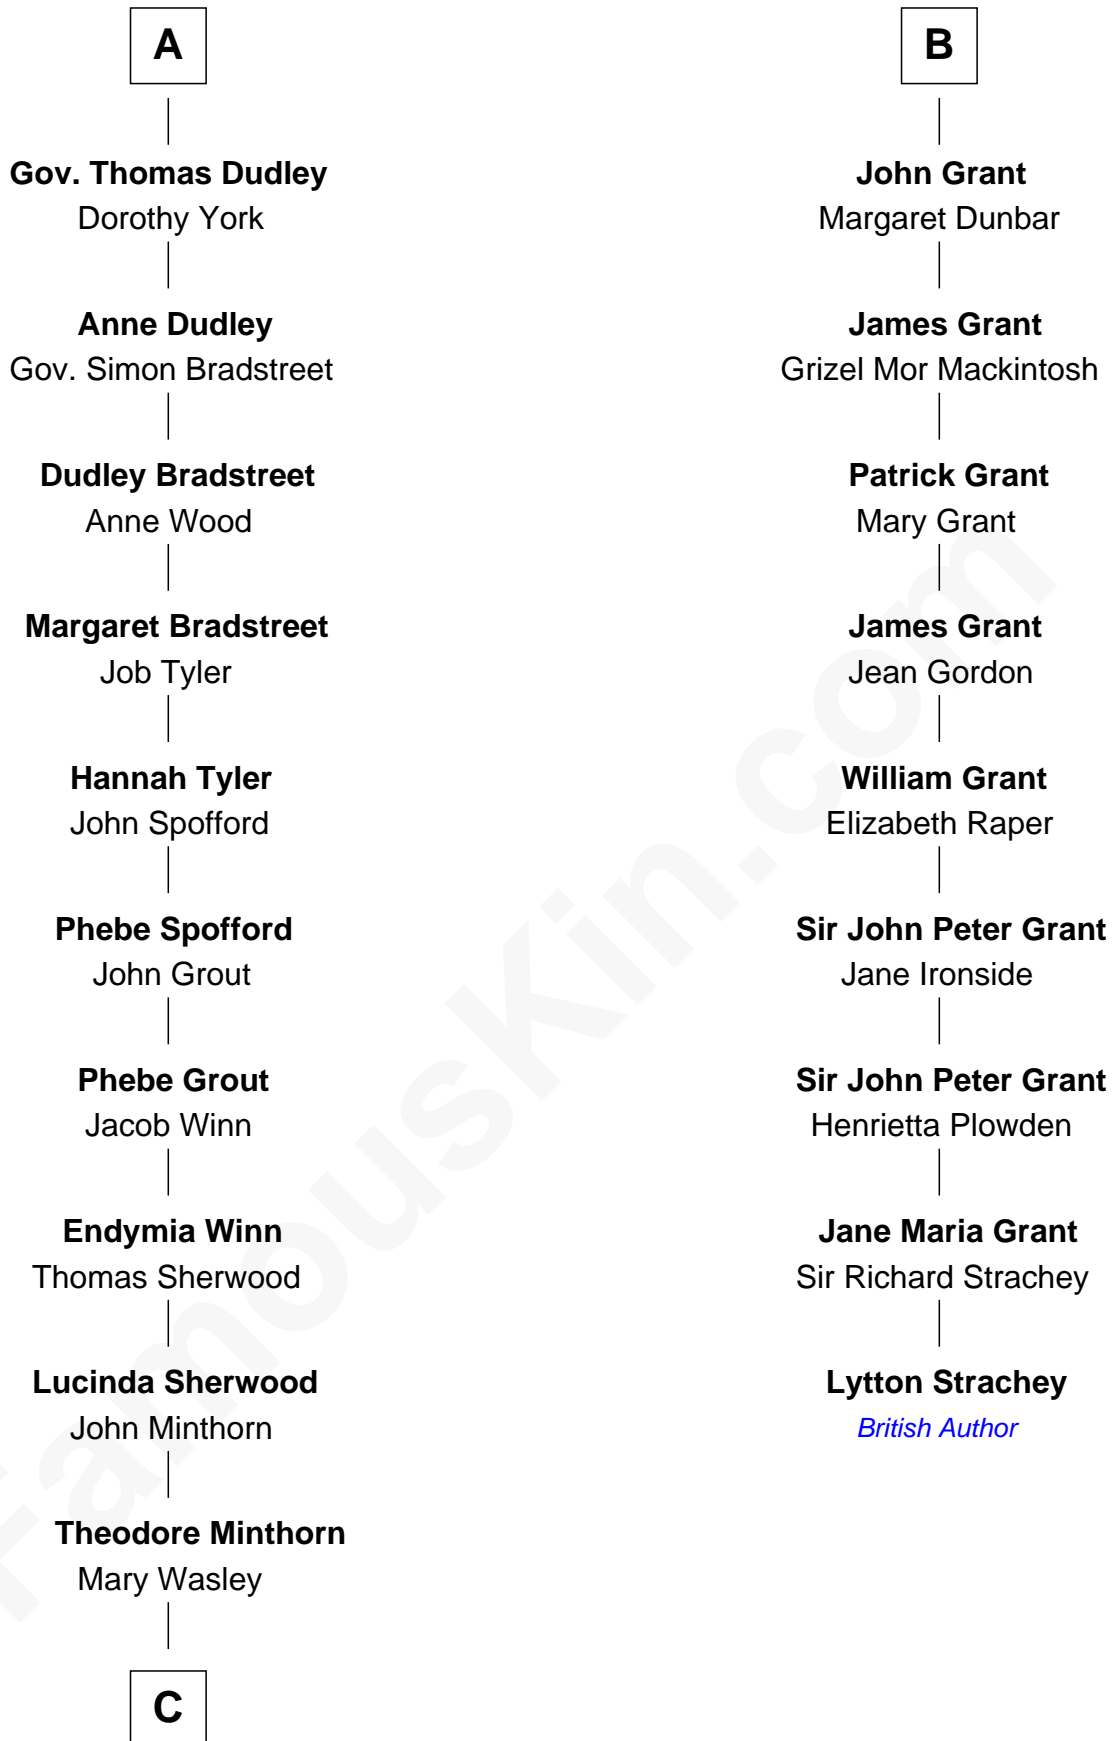 A
Gov. Thomas Dudley
Dorothy York
Anne Dudley
Gov. Simon Bradstreet
Dudley Bradstreet
Anne Wood
Margaret Bradstreet
Job Tyler
Hannah Tyler
John Spofford
Phebe Spofford
John Grout
Phebe Grout
Jacob Winn
Endymia Winn
Thomas Sherwood
Lucinda Sherwood
John Minthorn
Theodore Minthorn
Mary Wasley
C
B
John Grant
Margaret Dunbar
James Grant
Grizel Mor Mackintosh
Patrick Grant
Mary Grant
James Grant
Jean Gordon
William Grant
Elizabeth Raper
Sir John Peter Grant
Jane Ironside
Sir John Peter Grant
Henrietta Plowden
Jane Maria Grant
Sir Richard Strachey
Lytton Strachey
British Author
FamousKin.com